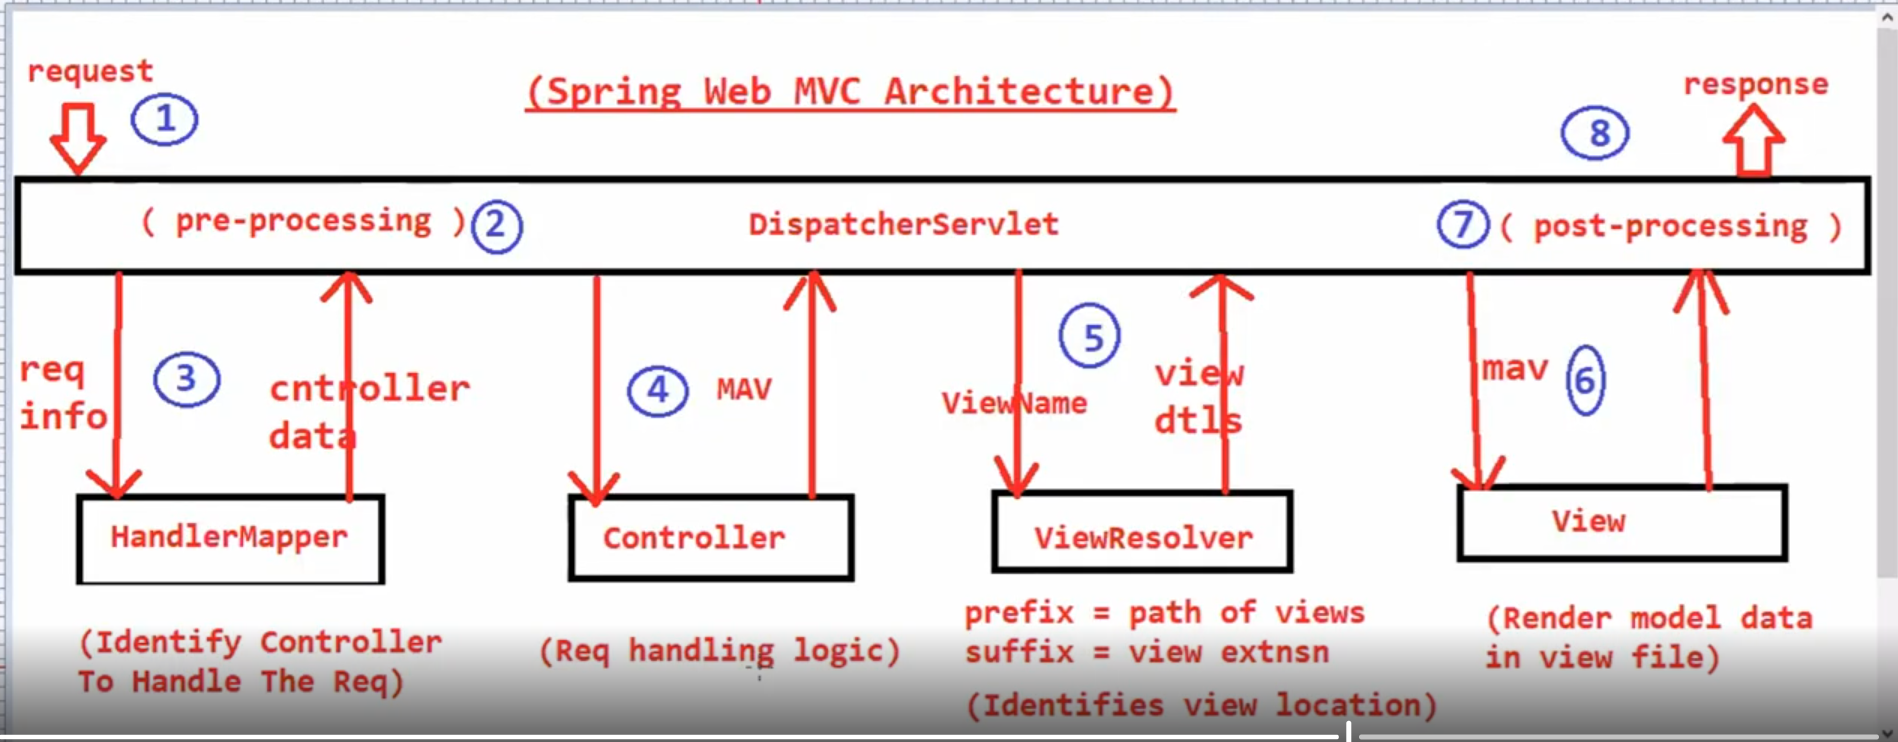 request
1
(Spring Web MVC Architecture)
response
8
( pre-processing ) 2
DispatcherServlet
7 ( post-processing )
req
info
3
cntroller
data
4
MAV
ViewName
5
view
dtls
mav
6
HandlerMapper
Controller
ViewResolver
View
(Identify Controller
To Handle The Req)
(Req handling logic)
prefix = path of views
suffix = view extnsn
(Identifies view location)
(Render model data
in view file)